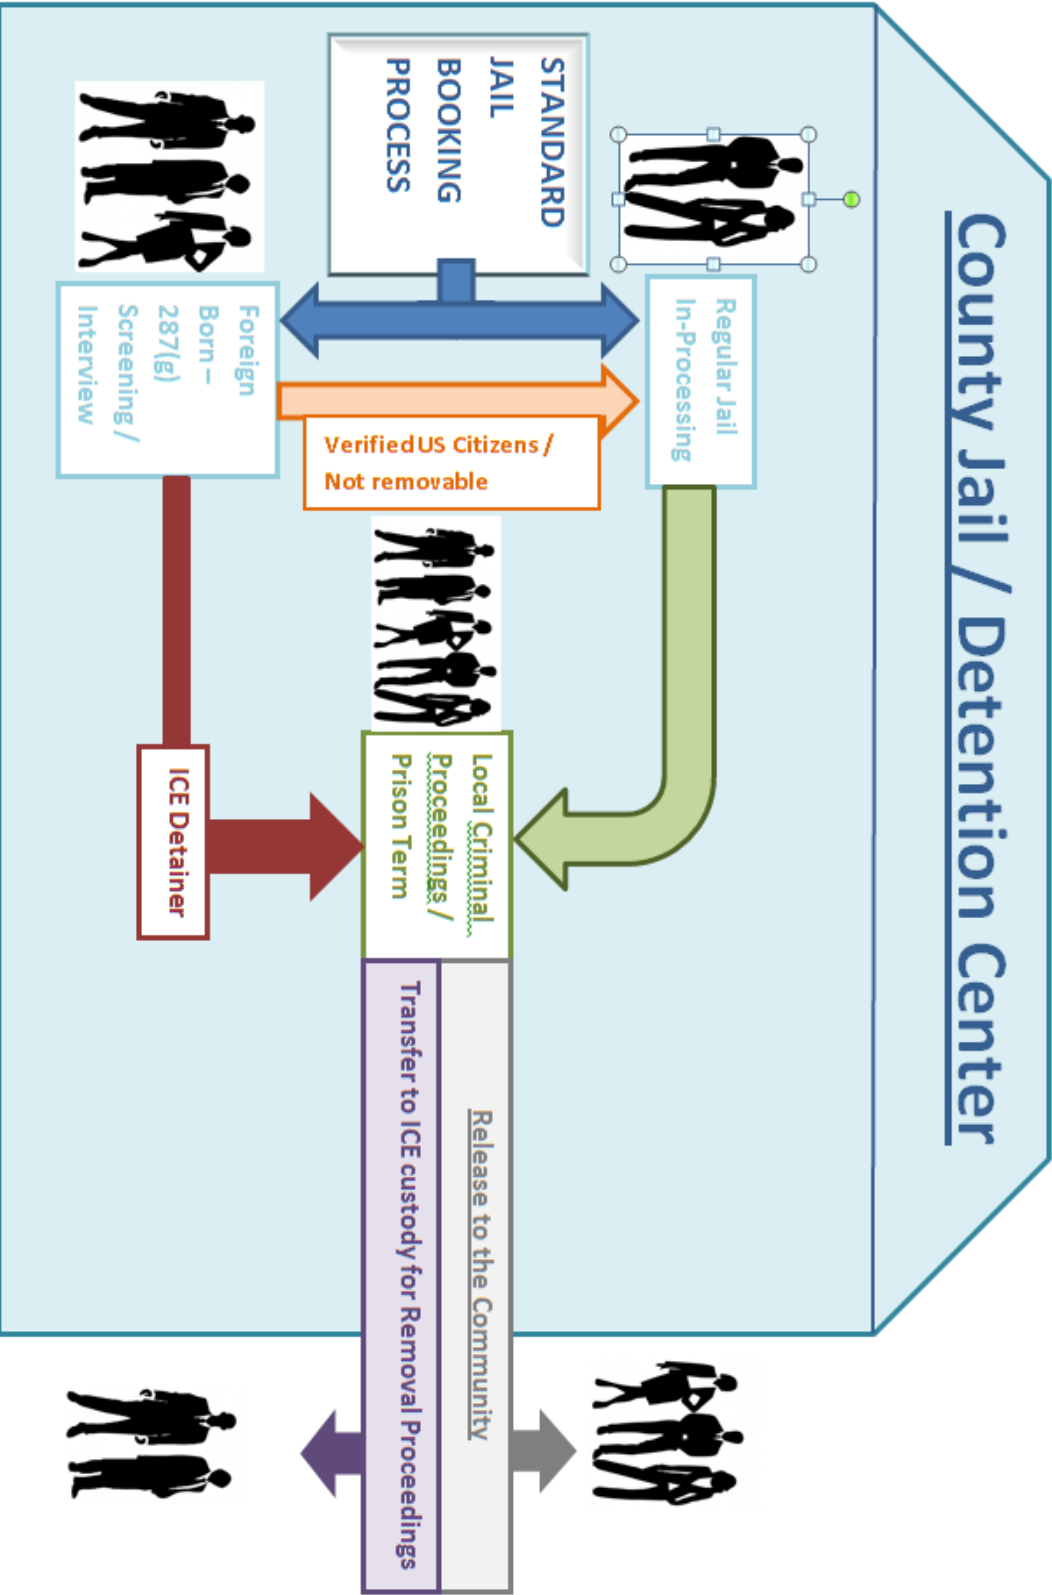 County Jail / Detention Center
STANDARD
JAIL
BOOKING
PROCESS
Regular Jail
In-Processing
Foreign
Born –
287(g)
Screening /
Interview
Verified US Citizens /
Not removable
Local Criminal
Proceedings /
Prison Term
ICE Detainer
Release to the Community
Transfer to ICE custody for Removal Proceedings